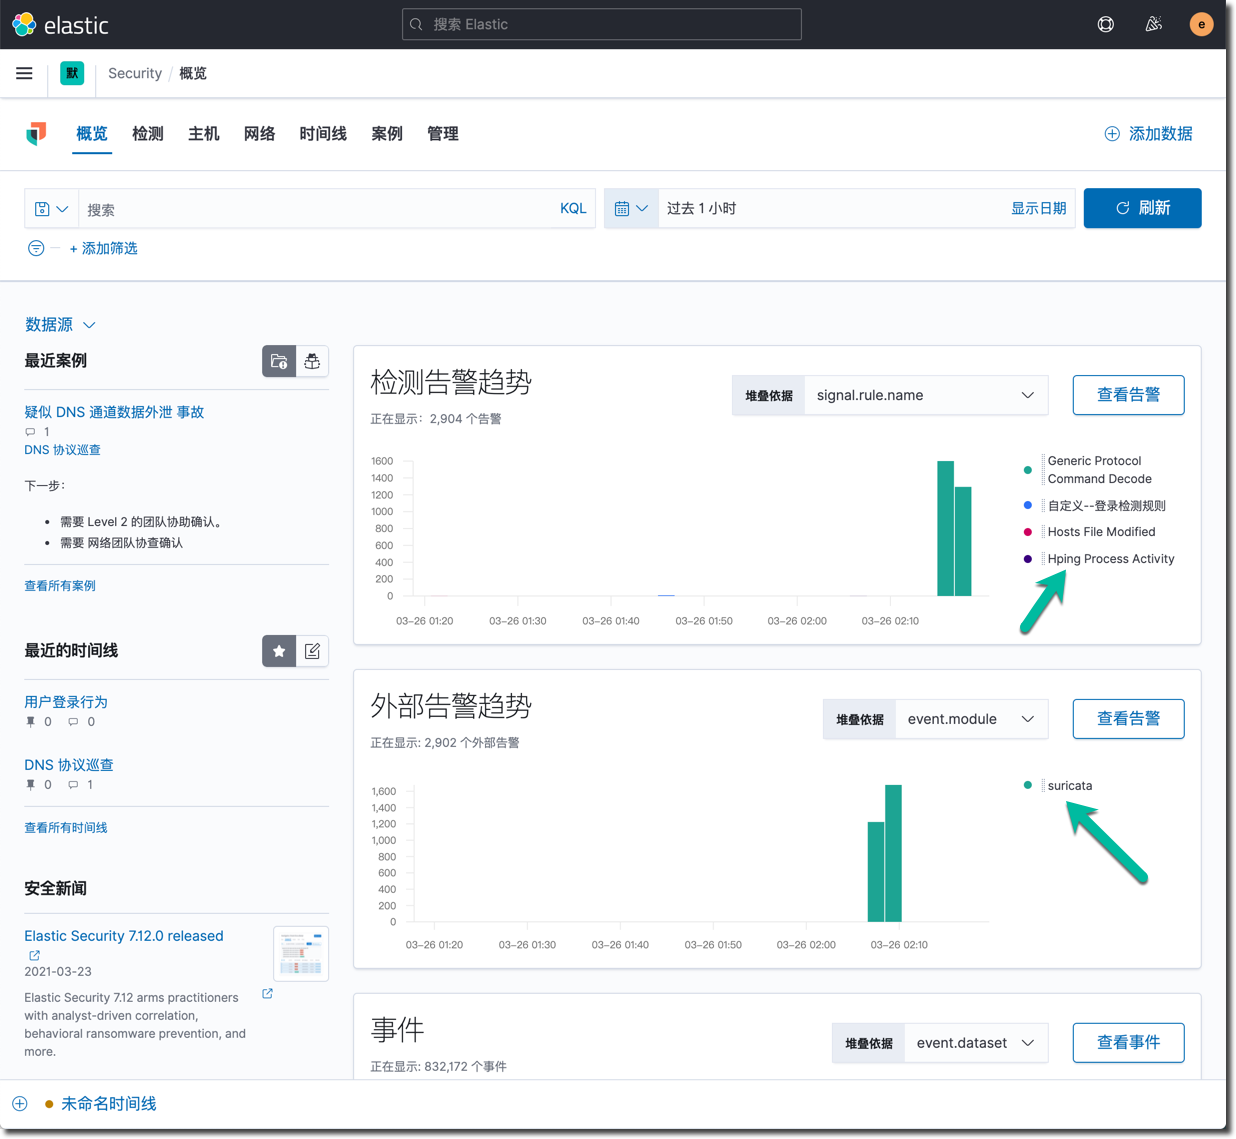 elastic
搜索 Elastic
e
默
Security / 概览
概览 检测 主机 网络 时间线 案例 管理
添加数据
搜索
KQL
过去 1 小时
显示日期
刷新
+ 添加筛选
数据源
最近案例
疑似 DNS 通道数据外泄 事故
1
DNS 协议巡查
下一步：
需要 Level 2 的团队协助确认。
需要 网络团队协查确认
查看所有案例
最近的时间线
用户登录行为
0 0
DNS 协议巡查
0 1
查看所有时间线
安全新闻
Elastic Security 7.12.0 released
2021-03-23
Elastic Security 7.12 arms practitioners
with analyst-driven correlation,
behavioral ransomware prevention, and
more.
检测告警趋势
正在显示：2,904 个告警
堆叠依据
signal.rule.name
查看告警
1600
1400
1200
1000
800
600
400
200
0
03–26 01:20 03–26 01:30 03–26 01:40 03–26 01:50 03–26 02:00 03–26 02:10
Generic Protocol
Command Decode
自定义--登录检测规则
Hosts File Modified
Hping Process Activity
外部告警趋势
正在显示: 2,902 个外部告警
堆叠依据
event.module
查看告警
1,600
1,400
1,200
1,000
800
600
400
200
0
03–26 01:20 03–26 01:30 03–26 01:40 03–26 01:50 03–26 02:00 03–26 02:10
suricata
事件
正在显示: 832,172 个事件
堆叠依据
event.dataset
查看事件
未命名时间线